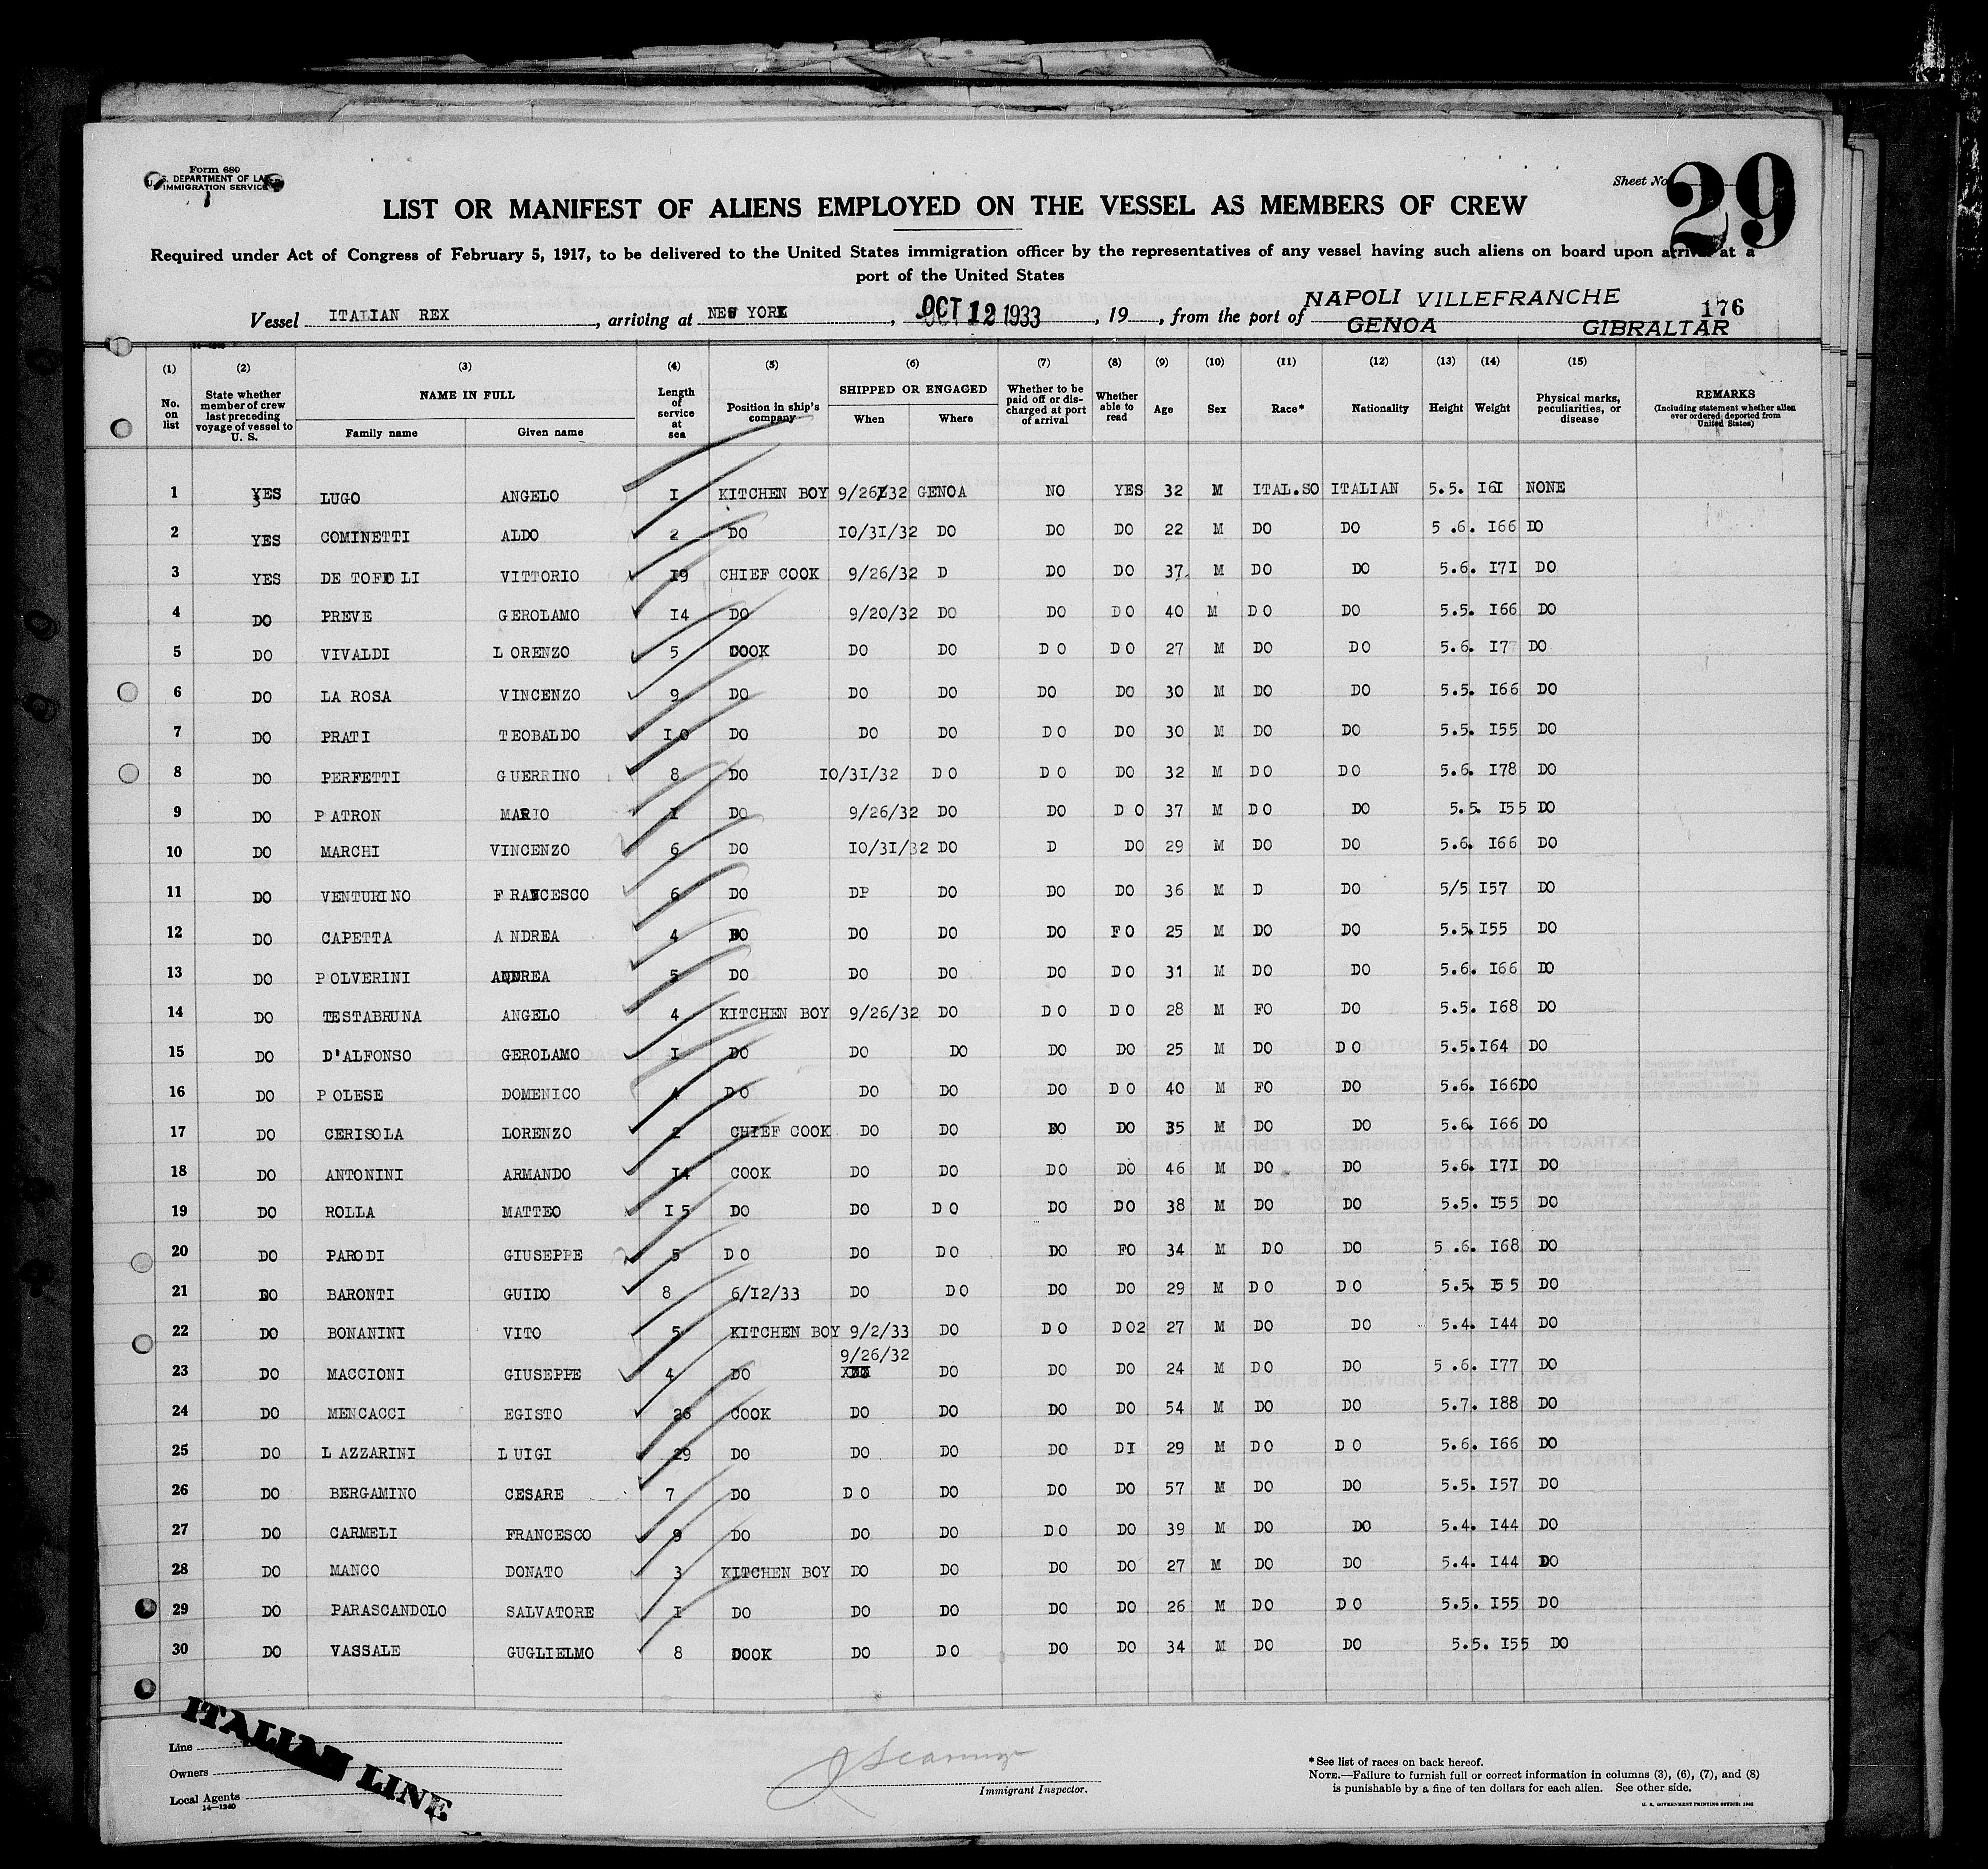 Form 680
U. S. DEPARTMENT OF LABOR
IMMIGRATION SERVICE
Sheet No. 29
LIST OR MANIFEST OF ALIENS EMPLOYED ON THE VESSEL AS MEMBERS OF CREW
Required under Act of Congress of February 5, 1917, to be delivered to the United States immigration officer by the representatives of any vessel having such aliens on board upon arrival at a
port of the United States
NAPOLI VILLEFRANCHE 176
Vessel ITALIAN REX, arriving at NEW YORK, OCT 12 1933, 19, from the port of GENOA GIBRALTAR
(1) (2) (3) (4) (5) (6) (7) (8) (9) (10) (11) (12) (13) (14) (15)
No. on list State whether member of crew last preceding voyage of vessel to U. S. NAME IN FULL Family name Given name Length of service at sea Position in ship's company SHIPPED OR ENGAGED When Where Whether to be paid off or discharged at port of arrival Whether able to read Age Sex Race* Nationality Height Weight Physical marks, peculiarities, or disease REMARKS (Including statement whether alien ever ordered deported from United States)
1 YES LUGO ANGELO I KITCHEN BOY 9/26/32 GENOA NO YES 32 M ITAL.SO ITALIAN 5.5. I6I NONE
2 YES COMINETTI ALDO 2 DO IO/3I/32 DO DO DO 22 M DO DO 5 .6. I66 DO
3 YES DE TOFFOLI VITTORIO I9 CHIEF COOK 9/26/32 D DO DO 37 M DO DO 5.6. I7I DO
4 DO PREVE GEROLAMO I4 DO 9/20/32 DO DO DO 40 M DO DO 5.5. I66 DO
5 DO VIVALDI LORENZO 5 COOK DO DO DO DO 27 M DO DO 5.6. I77 DO
6 DO LA ROSA VINCENZO 9 DO DO DO DO DO 30 M DO DO 5.5. I66 DO
7 DO PRATI TEOBALDO IO DO DO DO DO DO 30 M DO DO 5.5. I55 DO
8 DO PERFETTI GUERRINO 8 DO IO/3I/32 DO DO DO 32 M DO DO 5.6. I78 DO
9 DO PATRON MARIO I DO 9/26/32 DO DO DO 37 M DO DO 5.5. I55 DO
10 DO MARCHI VINCENZO 6 DO IO/3I/32 DO D DO 29 M DO DO 5.6. I66 DO
11 DO VENTURINO FRANCESCO 6 DO DP DO DO DO 36 M D DO 5/5 I57 DO
12 DO CAPETTA ANDREA 4 DO DO DO DO FO 25 M DO DO 5.5. I55 DO
13 DO POLVERINI ANDREA 5 DO DO DO DO DO 31 M DO DO 5.6. I66 DO
14 DO TESTABRUNA ANGELO 4 KITCHEN BOY 9/26/32 DO DO DO 28 M FO DO 5.5. I68 DO
15 DO D'ALFONSO GEROLAMO I DO DO DO DO DO 25 M DO DO 5.5. I64 DO
16 DO POLESE DOMENICO 4 DO DO DO DO DO 40 M FO DO 5.6. I66 DO
17 DO CERISOLA LORENZO 2 CHIEF COOK DO DO DO DO 35 M DO DO 5.6. I66 DO
18 DO ANTONINI ARMANDO I4 COOK DO DO DO DO 46 M DO DO 5.6. I7I DO
19 DO ROLLA MATTEO I5 DO DO DO DO DO 38 M DO DO 5.5. I55 DO
20 DO PARODI GIUSEPPE 5 DO DO DO DO FO 34 M DO DO 5 .6. I68 DO
21 DO BARONTI GUIDO 8 6/I2/33 DO DO DO DO 29 M DO DO 5.5. I55 DO
22 DO BONANINI VITO 5 KITCHEN BOY 9/2/33 DO DO DO2 27 M DO DO 5.4. I44 DO
9/26/32
23 DO MACCIONI GIUSEPPE 4 DO DO DO DO 24 M DO DO 5 .6. I77 DO
24 DO MENCACCI EGISTO 26 COOK DO DO DO DO 54 M DO DO 5.7. I88 DO
25 DO LAZZARINI LUIGI 29 DO DO DO DO DI 29 M DO DO 5.6. I66 DO
26 DO BERGAMINO CESARE 7 DO DO DO DO DO 57 M DO DO 5.5. I57 DO
27 DO CARMELI FRANCESCO 9 DO DO DO DO DO 39 M DO DO 5.4. I44 DO
28 DO MANCO DONATO 3 KITCHEN BOY DO DO DO DO 27 M DO DO 5.4. I44 DO
29 DO PARASCANDOLO SALVATORE I DO DO DO DO DO 26 M DO DO 5.5. I55 DO
30 DO VASSALE GUGLIELMO 8 COOK DO DO DO DO 34 M DO DO 5.5. I55 DO
ITALIAN LINE
Line
Owners
Local Agents
14—1240
Immigrant Inspector.
*See list of races on back hereof.
NOTE.—Failure to furnish full or correct information in columns (3), (6), (7), and (8)
is punishable by a fine of ten dollars for each alien. See other side.
U. S. GOVERNMENT PRINTING OFFICE: 1932